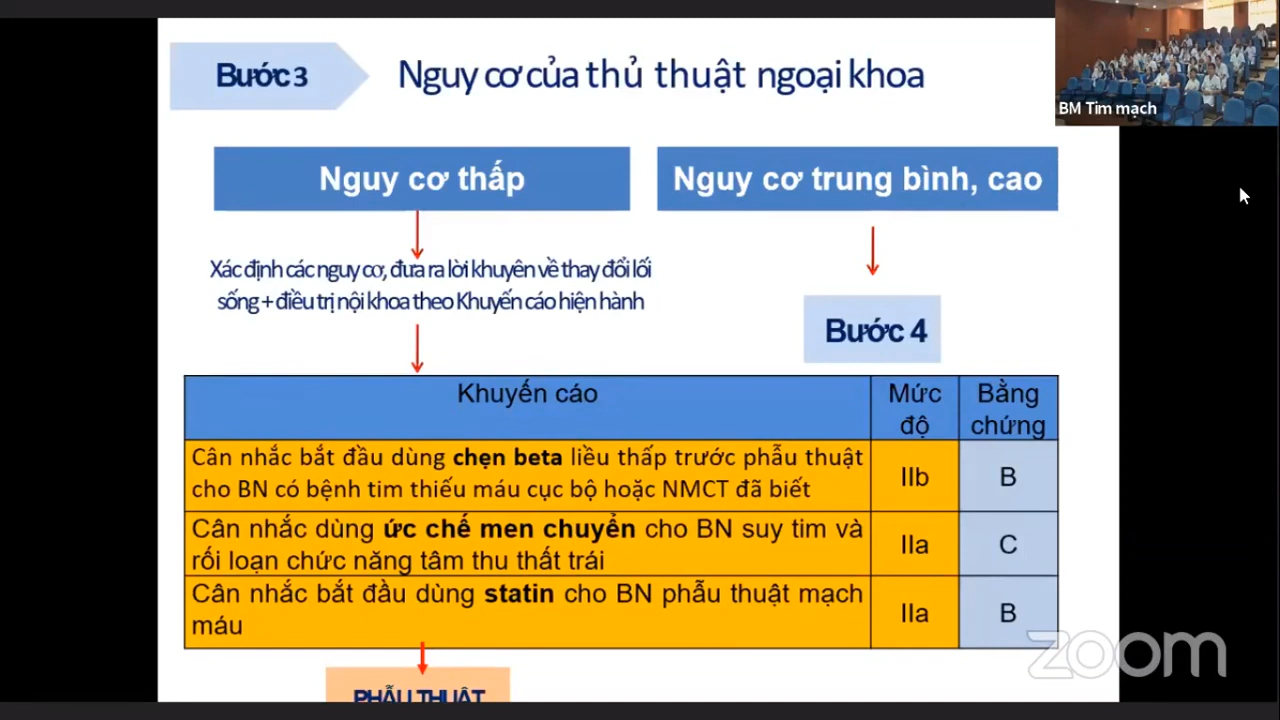 Bước 3
Nguy cơ của thủ thuật ngoại khoa
BM Tim mạch
Nguy cơ thấp
Nguy cơ trung bình, cao
Xác định các nguy cơ, đưa ra lời khuyên về thay đổi lối
sống + điều trị nội khoa theo Khuyến cáo hiện hành
Bước 4
Khuyến cáo
Mức
độ
Bằng
chứng
Cân nhắc bắt đầu dùng chẹn beta liều thấp trước phẫu thuật
cho BN có bệnh tim thiếu máu cục bộ hoặc NMCT đã biết
IIb
B
Cân nhắc dùng ức chế men chuyển cho BN suy tim và
rối loạn chức năng tâm thu thất trái
IIa
C
Cân nhắc bắt đầu dùng statin cho BN phẫu thuật mạch
máu
IIa
B
zoom
PHẪU THUẬT